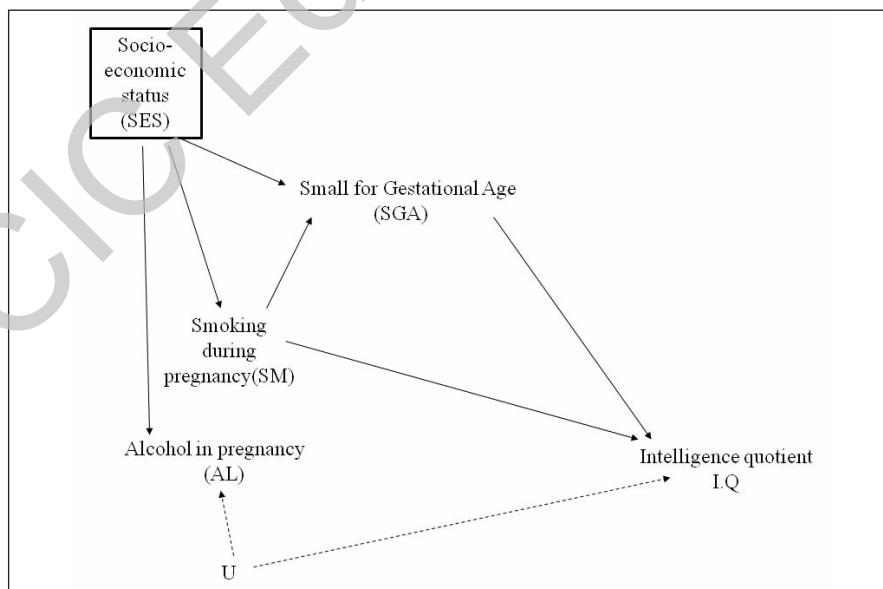 Socio-
economic
status
(SES)
Small for Gestational Age
(SGA)
Smoking
during
pregnancy(SM)
Alcohol in pregnancy
(AL)
Intelligence quotient
I.Q
U
CIC